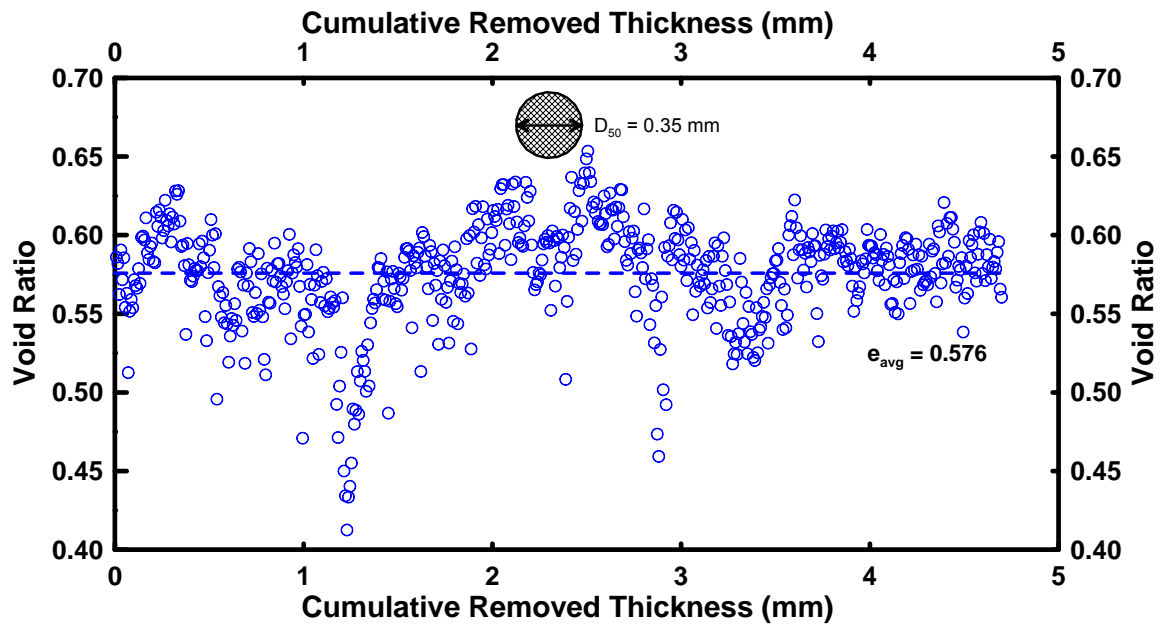 Cumulative Removed Thickness (mm)
0 1 2 3 4 5
0.70 0.70
D50 = 0.35 mm
0.65 0.65
0.60 0.60
Void Ratio
Void Ratio
0.55 0.55
eavg = 0.576
0.50 0.50
0.45 0.45
0.40 0.40
0 1 2 3 4 5
Cumulative Removed Thickness (mm)